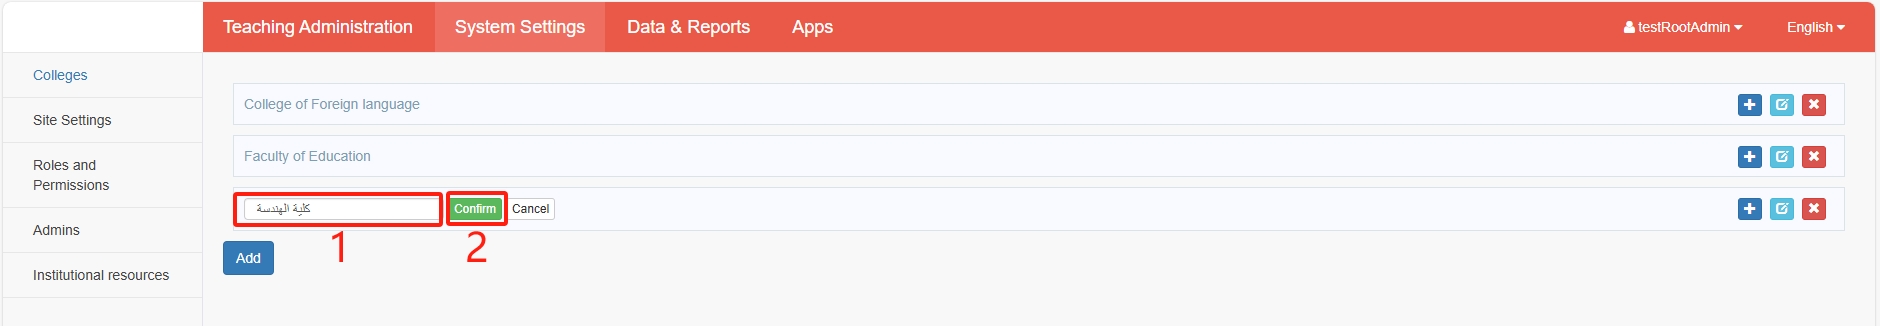 Teaching Administration System Settings Data & Reports Apps testRootAdmin English
Colleges
Site Settings
Roles and
Permissions
Admins
Institutional resources
College of Foreign language
Faculty of Education
كلية الهندسة Confirm Cancel
1 2
Add